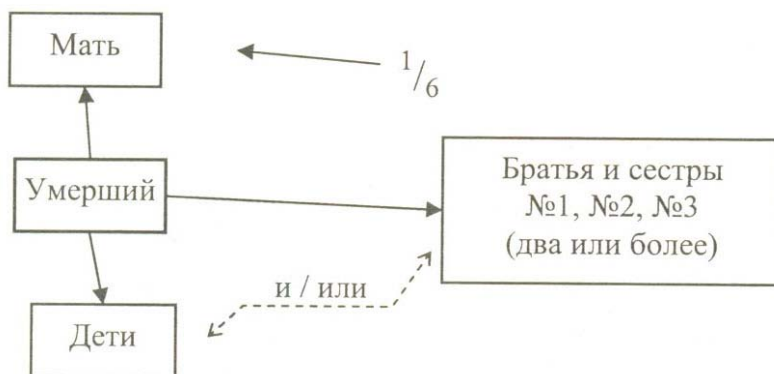 Мать
1/6
Умерший
Братья и сестры
№1, №2, №3
(два или более)
и / или
Дети